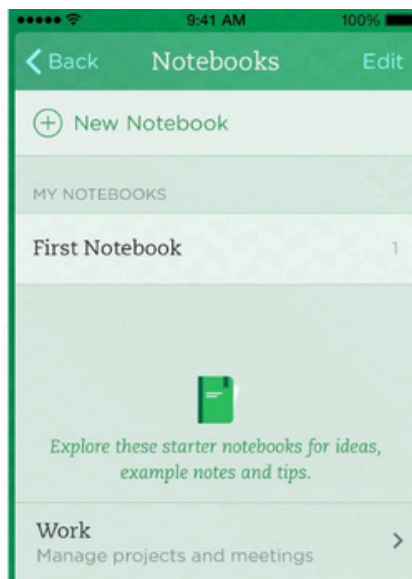 9:41 AM 100%
Back Notebooks Edit
New Notebook
MY NOTEBOOKS
First Notebook 1
Explore these starter notebooks for ideas,
example notes and tips.
Work
Manage projects and meetings